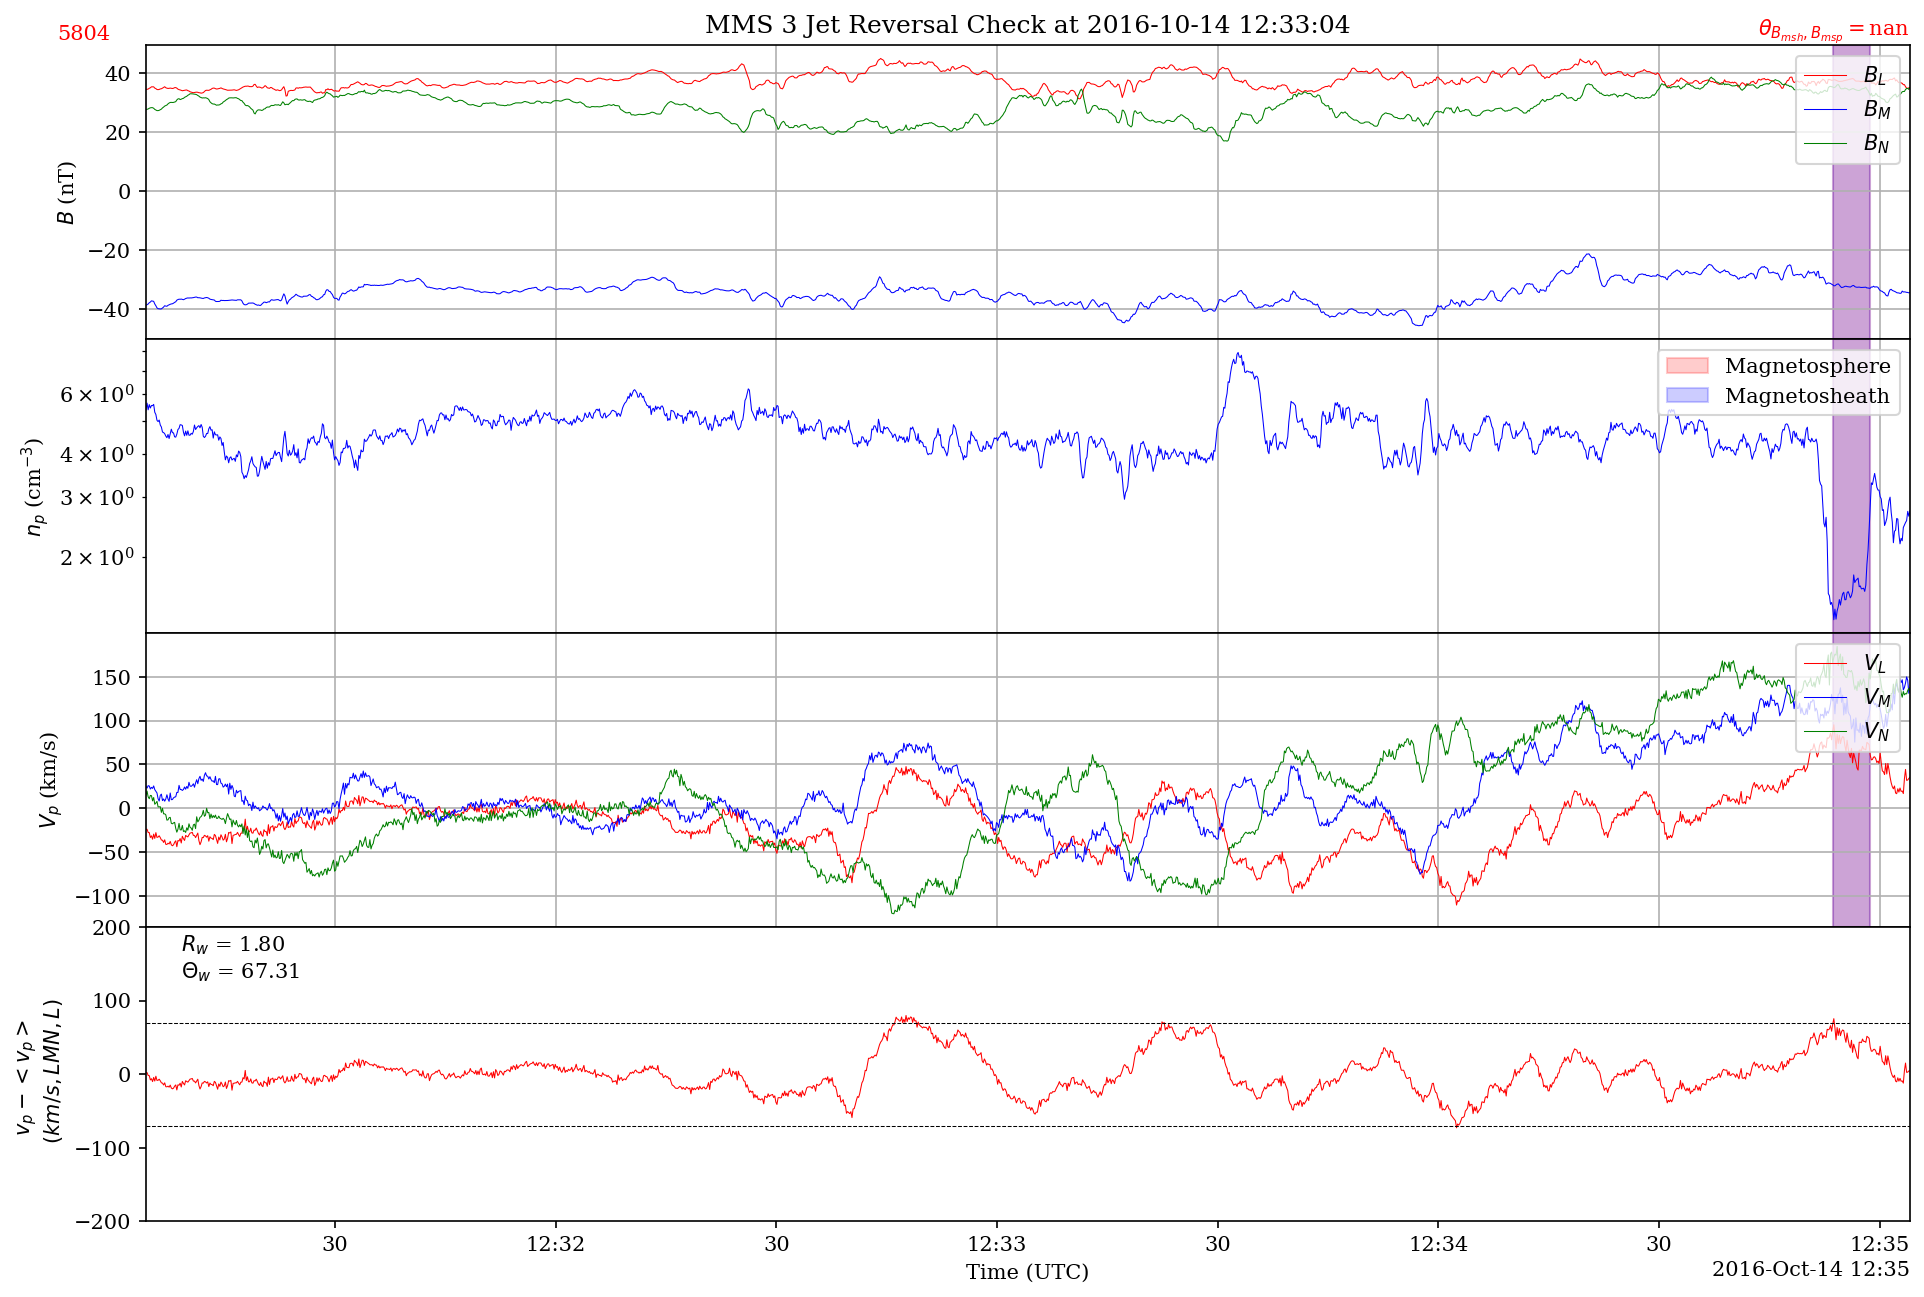 5804
MMS 3 Jet Reversal Check at 2016-10-14 12:33:04
θ_{B_{msh}, B_{msp}} = nan
B (nT)
40
20
0
−20
−40
B_L
B_M
B_N
n_p (cm^{−3})
6 × 10^0
4 × 10^0
3 × 10^0
2 × 10^0
Magnetosphere
Magnetosheath
V_p (km/s)
150
100
50
0
−50
−100
V_L
V_M
V_N
v_p − < v_p >
(km/s, LMN, L)
200
100
0
−100
−200
R_w = 1.80
Θ_w = 67.31
30 12:32 30 12:33 30 12:34 30 12:35
Time (UTC)
2016-Oct-14 12:35